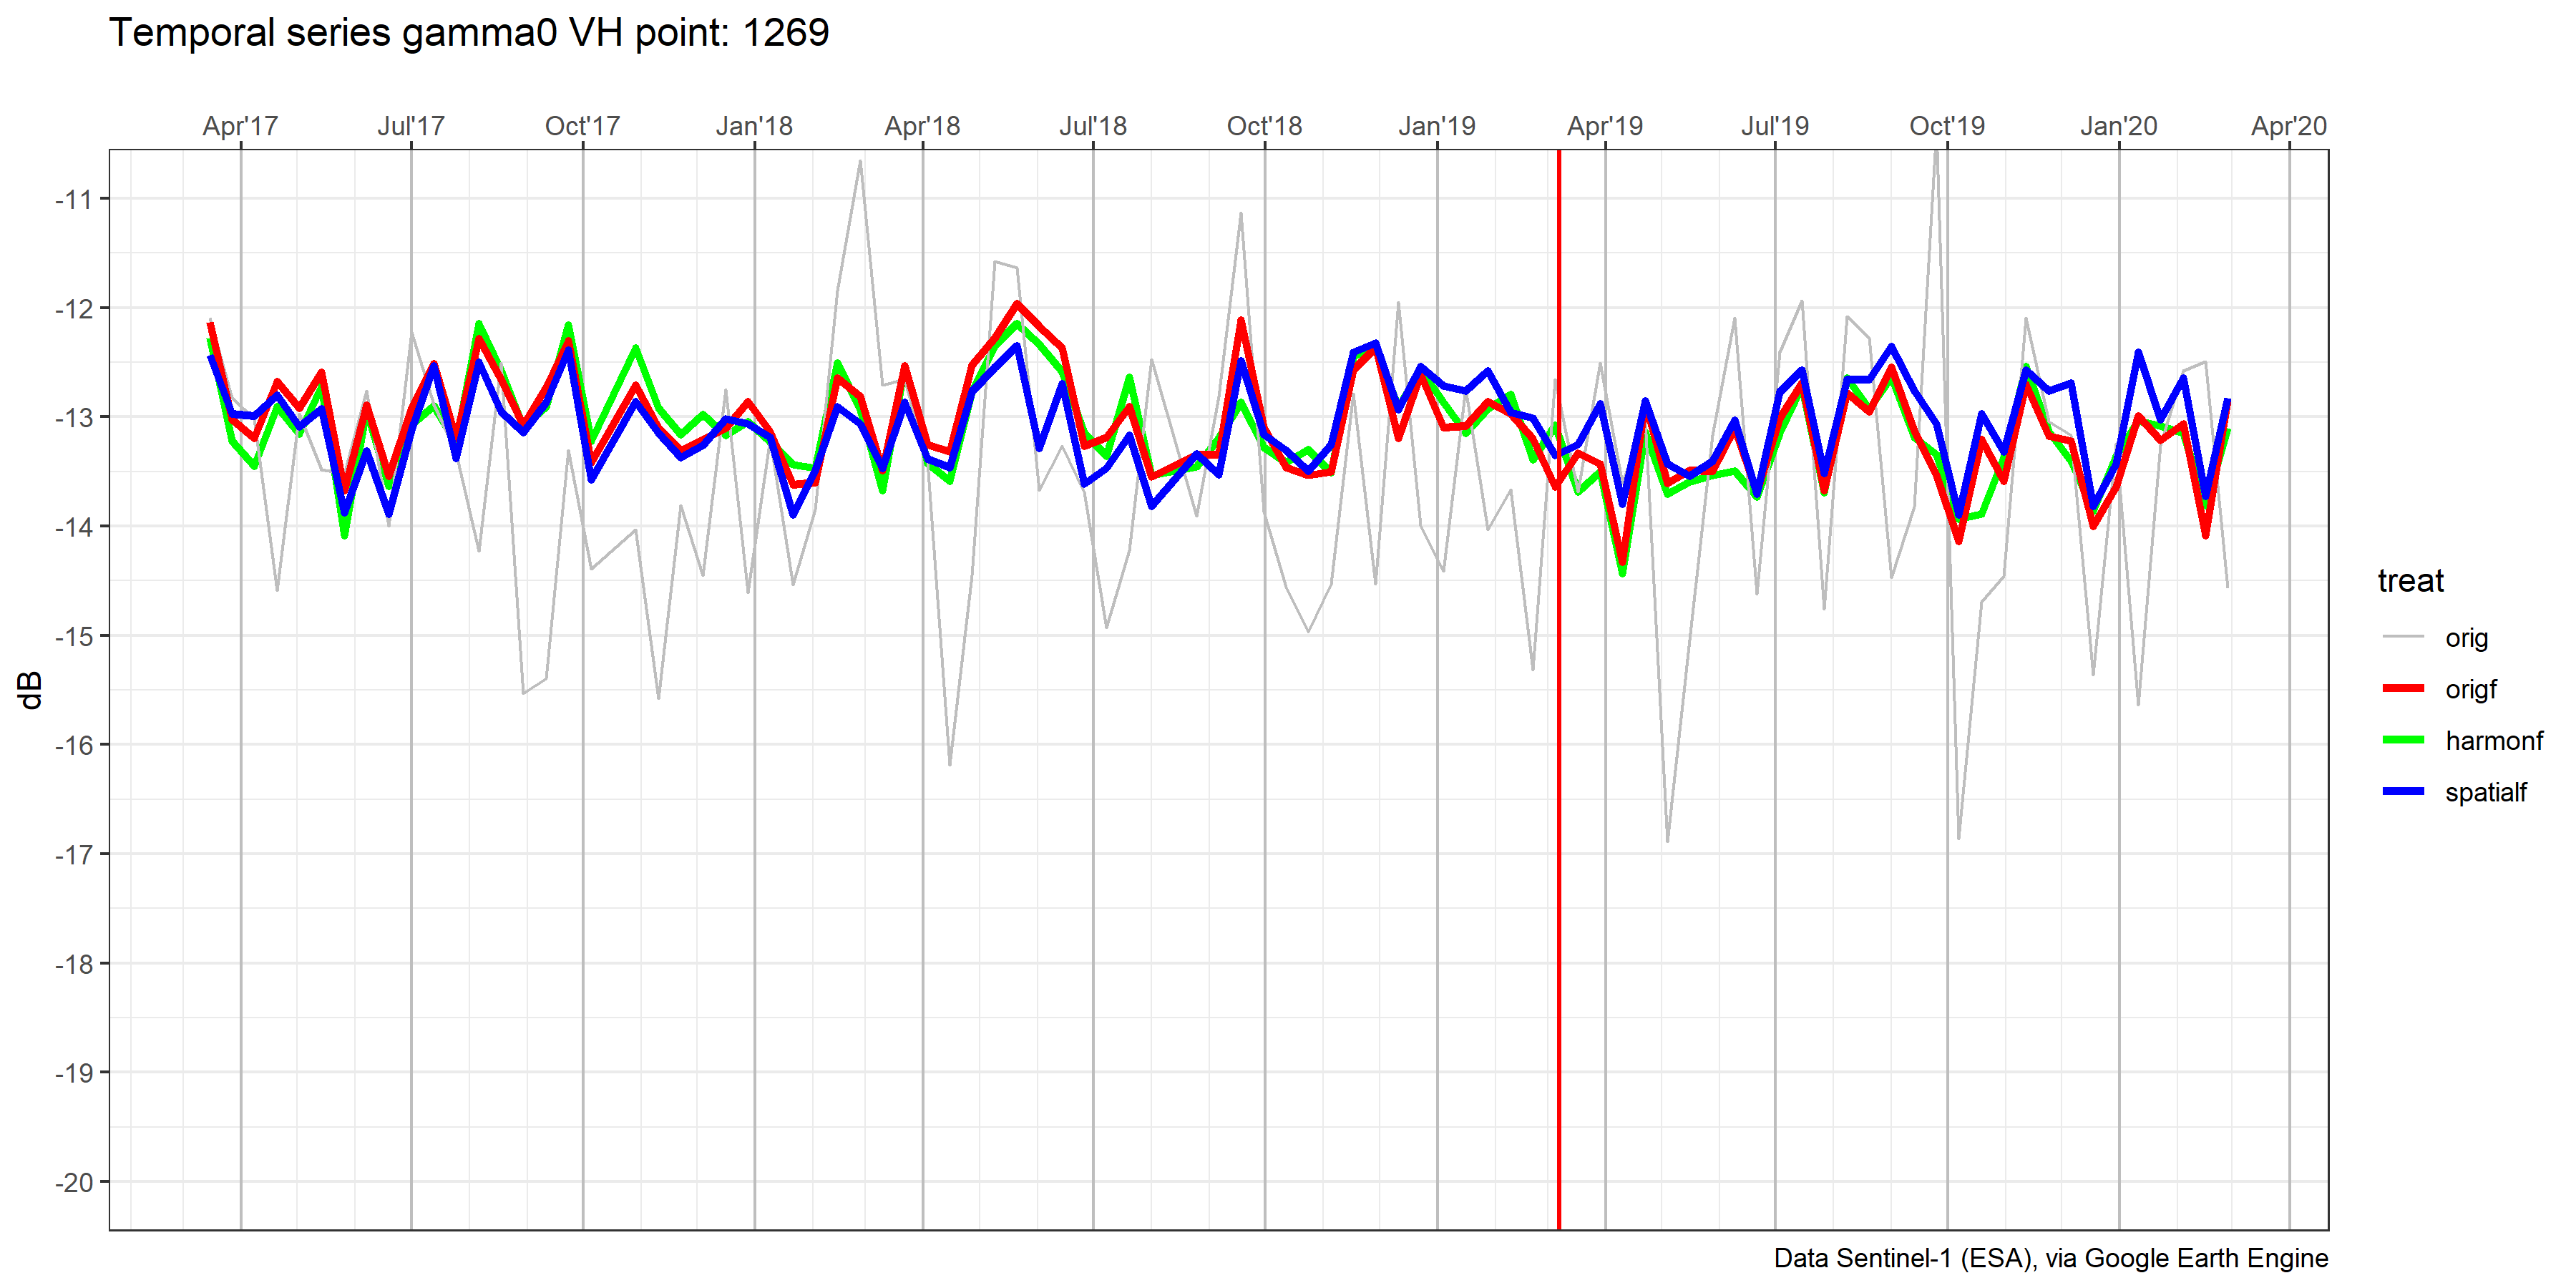 Temporal series gamma0 VH point: 1269
Apr'17 Jul'17 Oct'17 Jan'18 Apr'18 Jul'18 Oct'18 Jan'19 Apr'19 Jul'19 Oct'19 Jan'20 Apr'20
-11
-12
-13
-14
-15
-16
-17
-18
-19
-20
dB
treat
orig
origf
harmonf
spatialf
Data Sentinel-1 (ESA), via Google Earth Engine